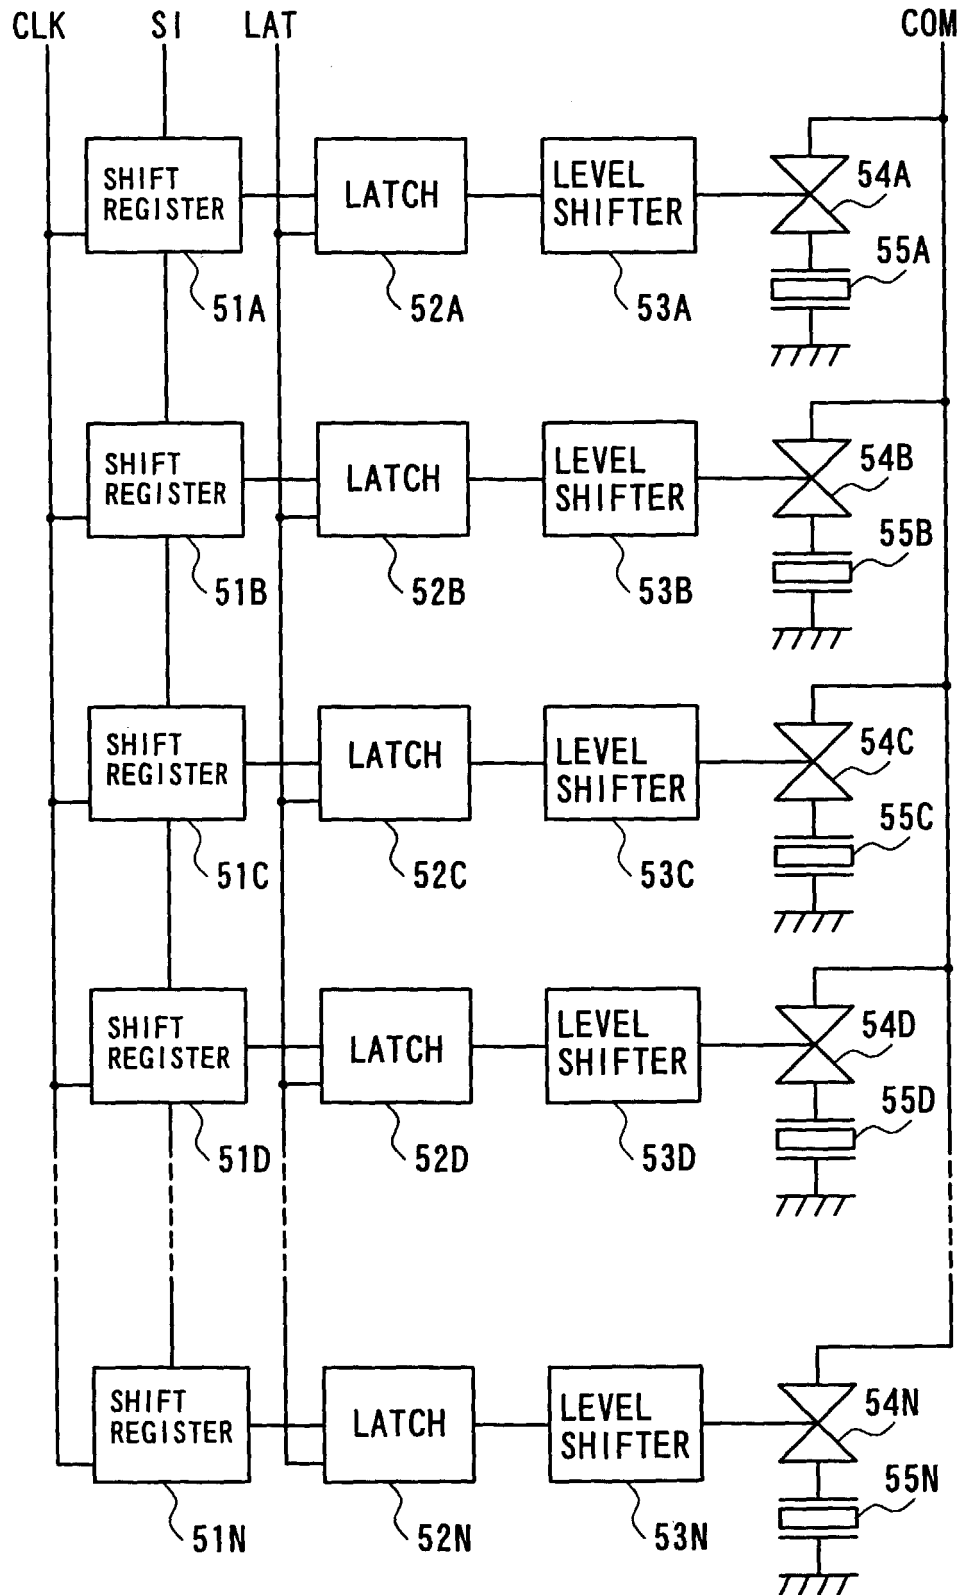 CLK SI LAT COM
SHIFT
REGISTER
LATCH
LEVEL
SHIFTER
54A
55A
51A 52A 53A
SHIFT
REGISTER
LATCH
LEVEL
SHIFTER
54B
55B
51B 52B 53B
SHIFT
REGISTER
LATCH
LEVEL
SHIFTER
54C
55C
51C 52C 53C
SHIFT
REGISTER
LATCH
LEVEL
SHIFTER
54D
55D
51D 52D 53D
SHIFT
REGISTER
LATCH
LEVEL
SHIFTER
54N
55N
51N 52N 53N